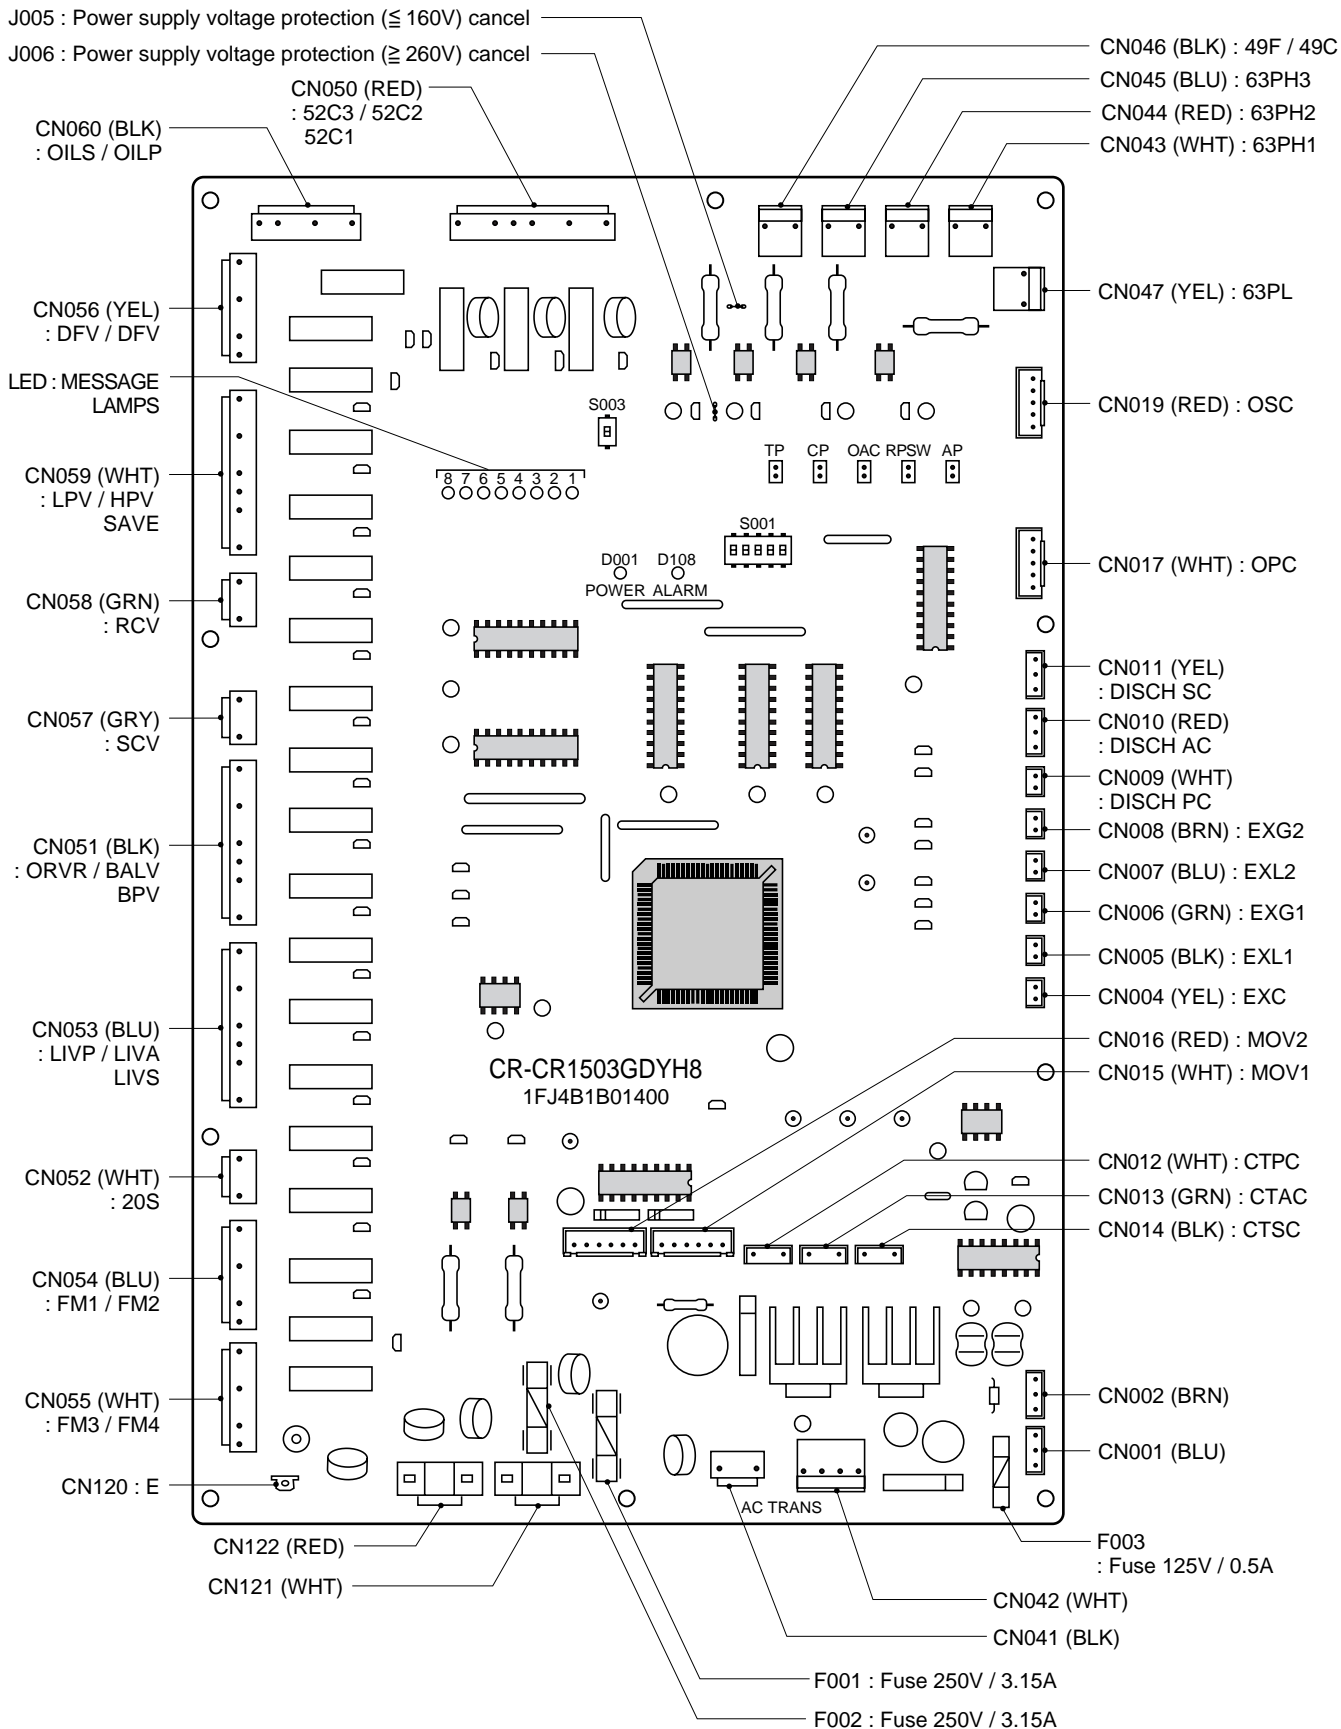 J005 : Power supply voltage protection (≦ 160V) cancel
J006 : Power supply voltage protection (≧ 260V) cancel
CN050 (RED)
: 52C3 / 52C2
52C1
CN060 (BLK)
: OILS / OILP
CN046 (BLK) : 49F / 49C
CN045 (BLU) : 63PH3
CN044 (RED) : 63PH2
CN043 (WHT) : 63PH1
CN056 (YEL)
: DFV / DFV
LED : MESSAGE
LAMPS
CN059 (WHT)
: LPV / HPV
SAVE
CN058 (GRN)
: RCV
CN057 (GRY)
: SCV
CN051 (BLK)
: ORVR / BALV
BPV
CN053 (BLU)
: LIVP / LIVA
LIVS
CN052 (WHT)
: 20S
CN054 (BLU)
: FM1 / FM2
CN055 (WHT)
: FM3 / FM4
CN120 : E
CN122 (RED)
CN121 (WHT)
S003
8 7 6 5 4 3 2 1
TP CP OAC RPSW AP
S001
D001 D108
POWER ALARM
CR-CR1503GDYH8
1FJ4B1B01400
AC TRANS
CN047 (YEL) : 63PL
CN019 (RED) : OSC
CN017 (WHT) : OPC
CN011 (YEL)
: DISCH SC
CN010 (RED)
: DISCH AC
CN009 (WHT)
: DISCH PC
CN008 (BRN) : EXG2
CN007 (BLU) : EXL2
CN006 (GRN) : EXG1
CN005 (BLK) : EXL1
CN004 (YEL) : EXC
CN016 (RED) : MOV2
CN015 (WHT) : MOV1
CN012 (WHT) : CTPC
CN013 (GRN) : CTAC
CN014 (BLK) : CTSC
CN002 (BRN)
CN001 (BLU)
F003
: Fuse 125V / 0.5A
CN042 (WHT)
CN041 (BLK)
F001 : Fuse 250V / 3.15A
F002 : Fuse 250V / 3.15A